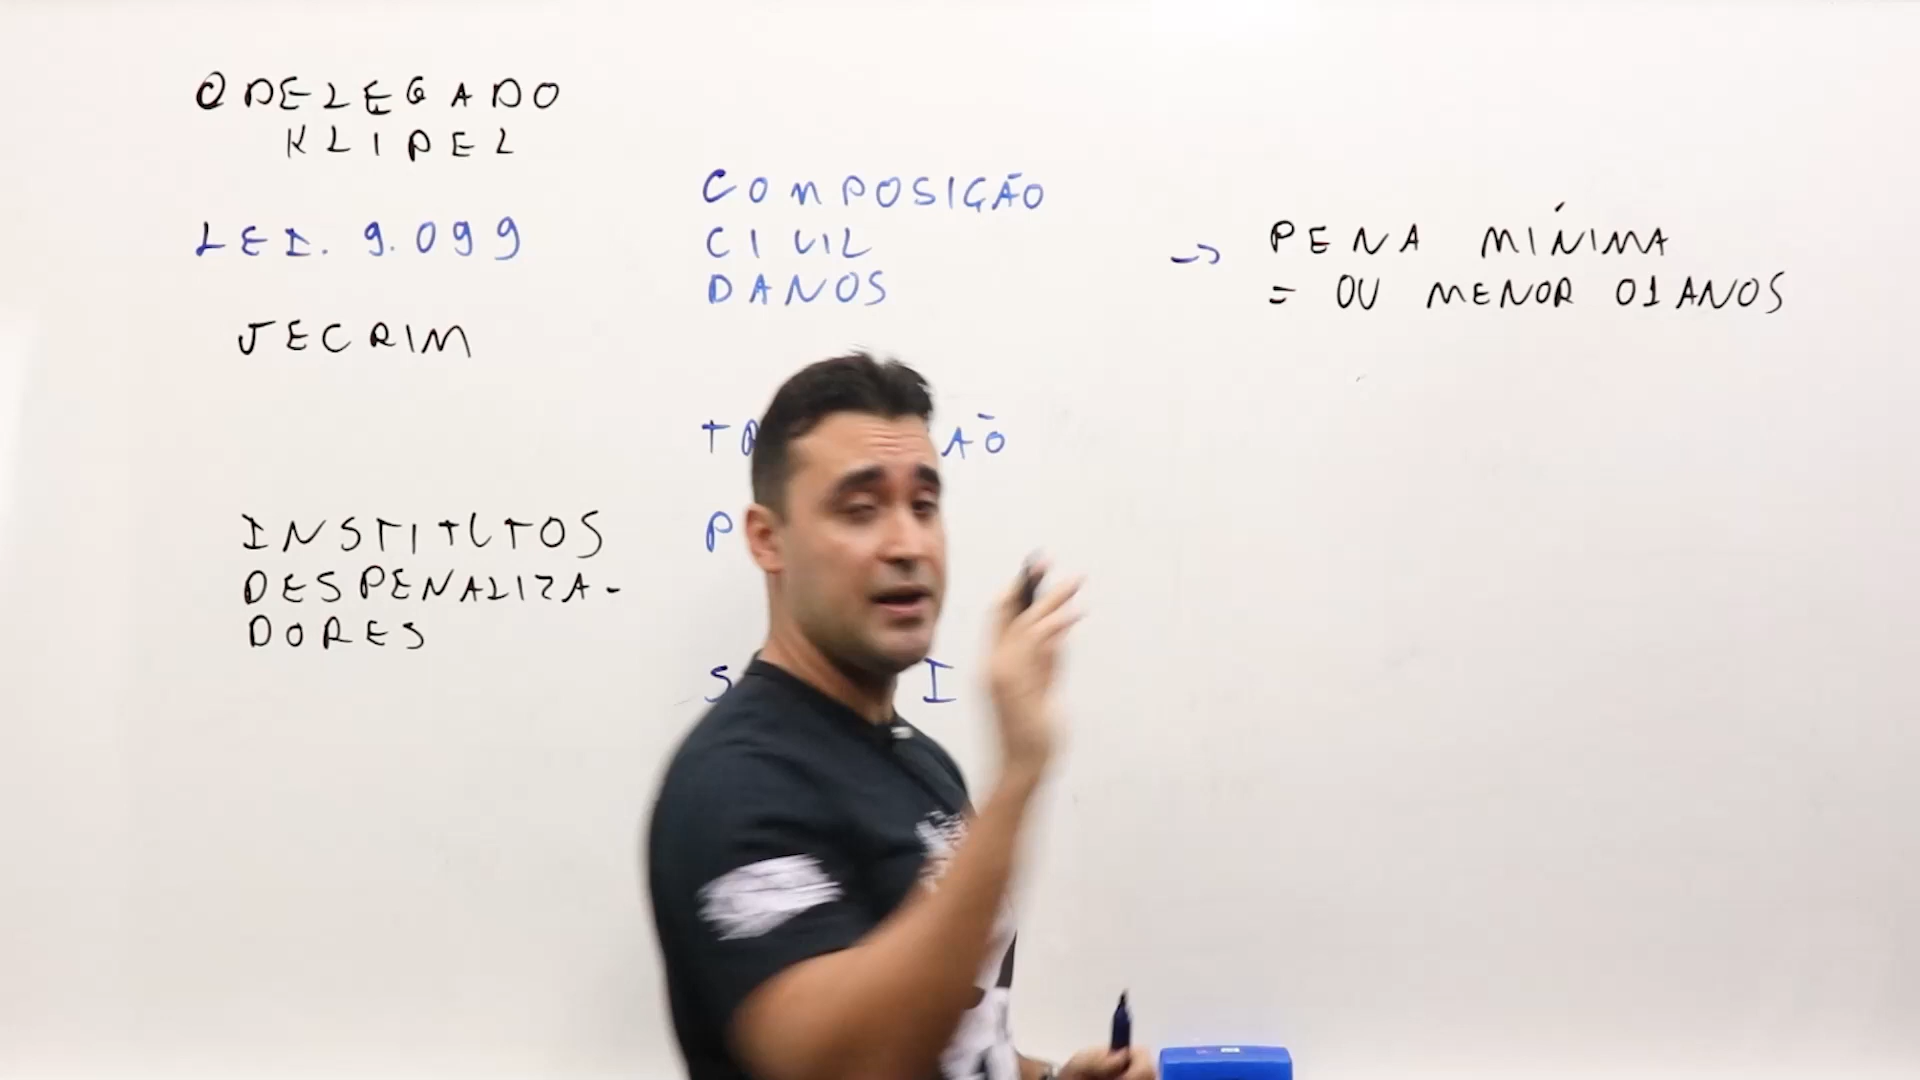 @DELEGADO
KLIPEL
LEI. 9.099
JECRIM
INSTITUTOS
DESPENALIZA-
DORES
COMPOSIÇÃO
CIVIL
DANOS
-> PENA MÍNIMA
= OU MENOR 01 ANOS